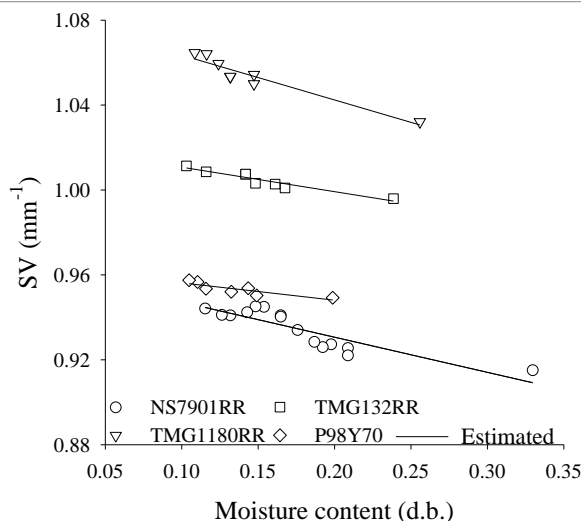 1.08
1.04
1.00
0.96
0.92
0.88
SV (mm⁻¹)
NS7901RR TMG132RR
TMG1180RR P98Y70 Estimated
0.05 0.10 0.15 0.20 0.25 0.30 0.35
Moisture content (d.b.)